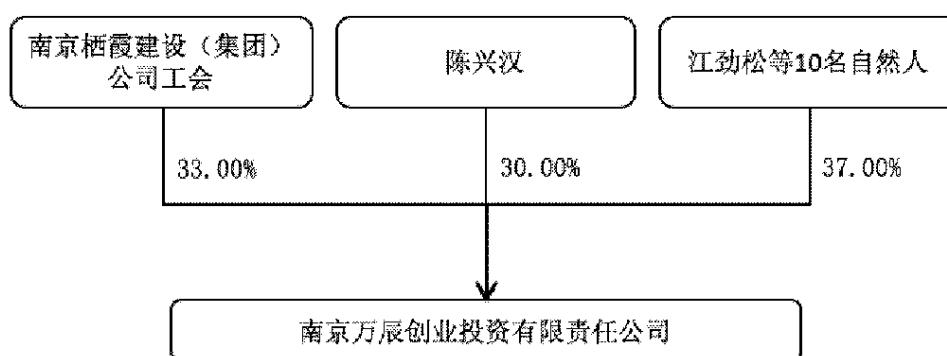 南京栖霞建设（集团）
公司工会
陈兴汉
江劲松等10名自然人
33.00%
30.00%
37.00%
南京万辰创业投资有限责任公司